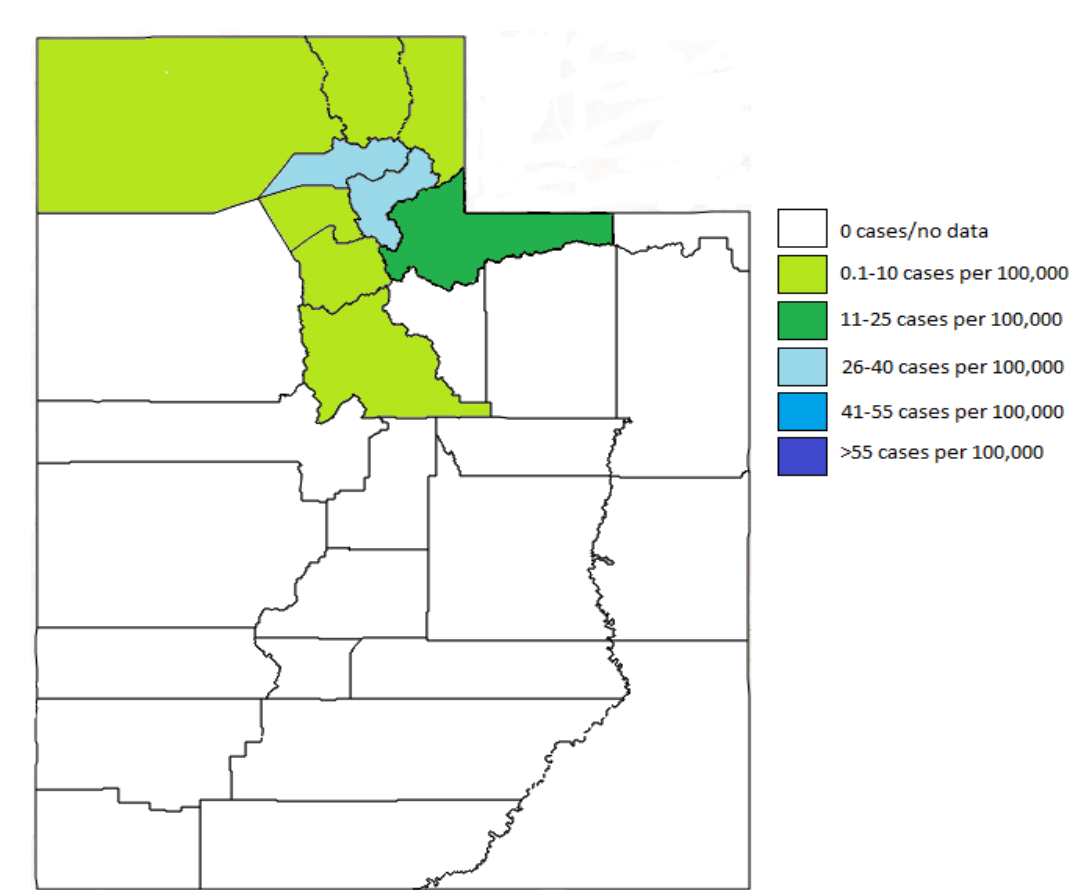 0 cases/no data
0.1-10 cases per 100,000
11-25 cases per 100,000
26-40 cases per 100,000
41-55 cases per 100,000
>55 cases per 100,000